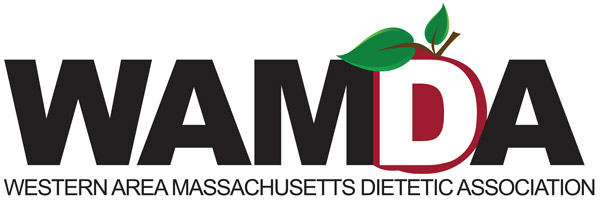 WAMDA
WESTERN AREA MASSACHUSETTS DIETETIC ASSOCIATION